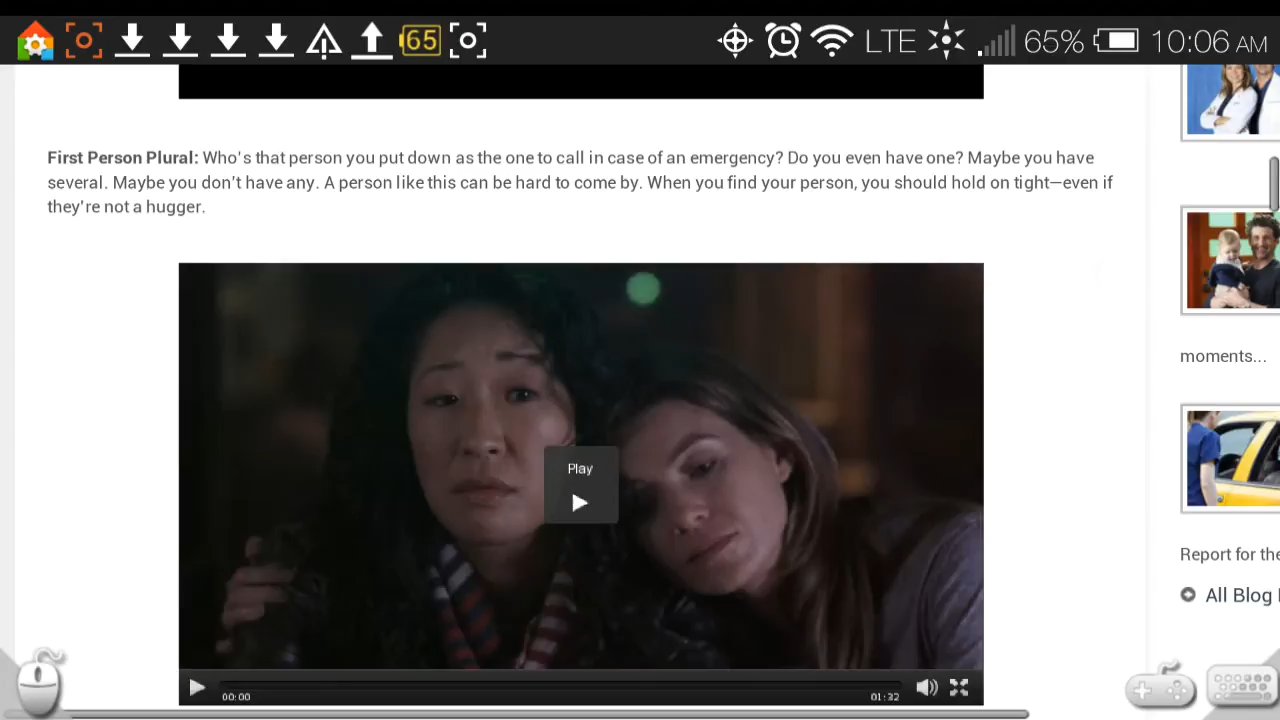 65 LTE 65% 10:06 AM
First Person Plural: Who's that person you put down as the one to call in case of an emergency? Do you even have one? Maybe you have
several. Maybe you don't have any. A person like this can be hard to come by. When you find your person, you should hold on tight—even if
they're not a hugger.
moments...
Play
Report for the
All Blog
00:00 01:32